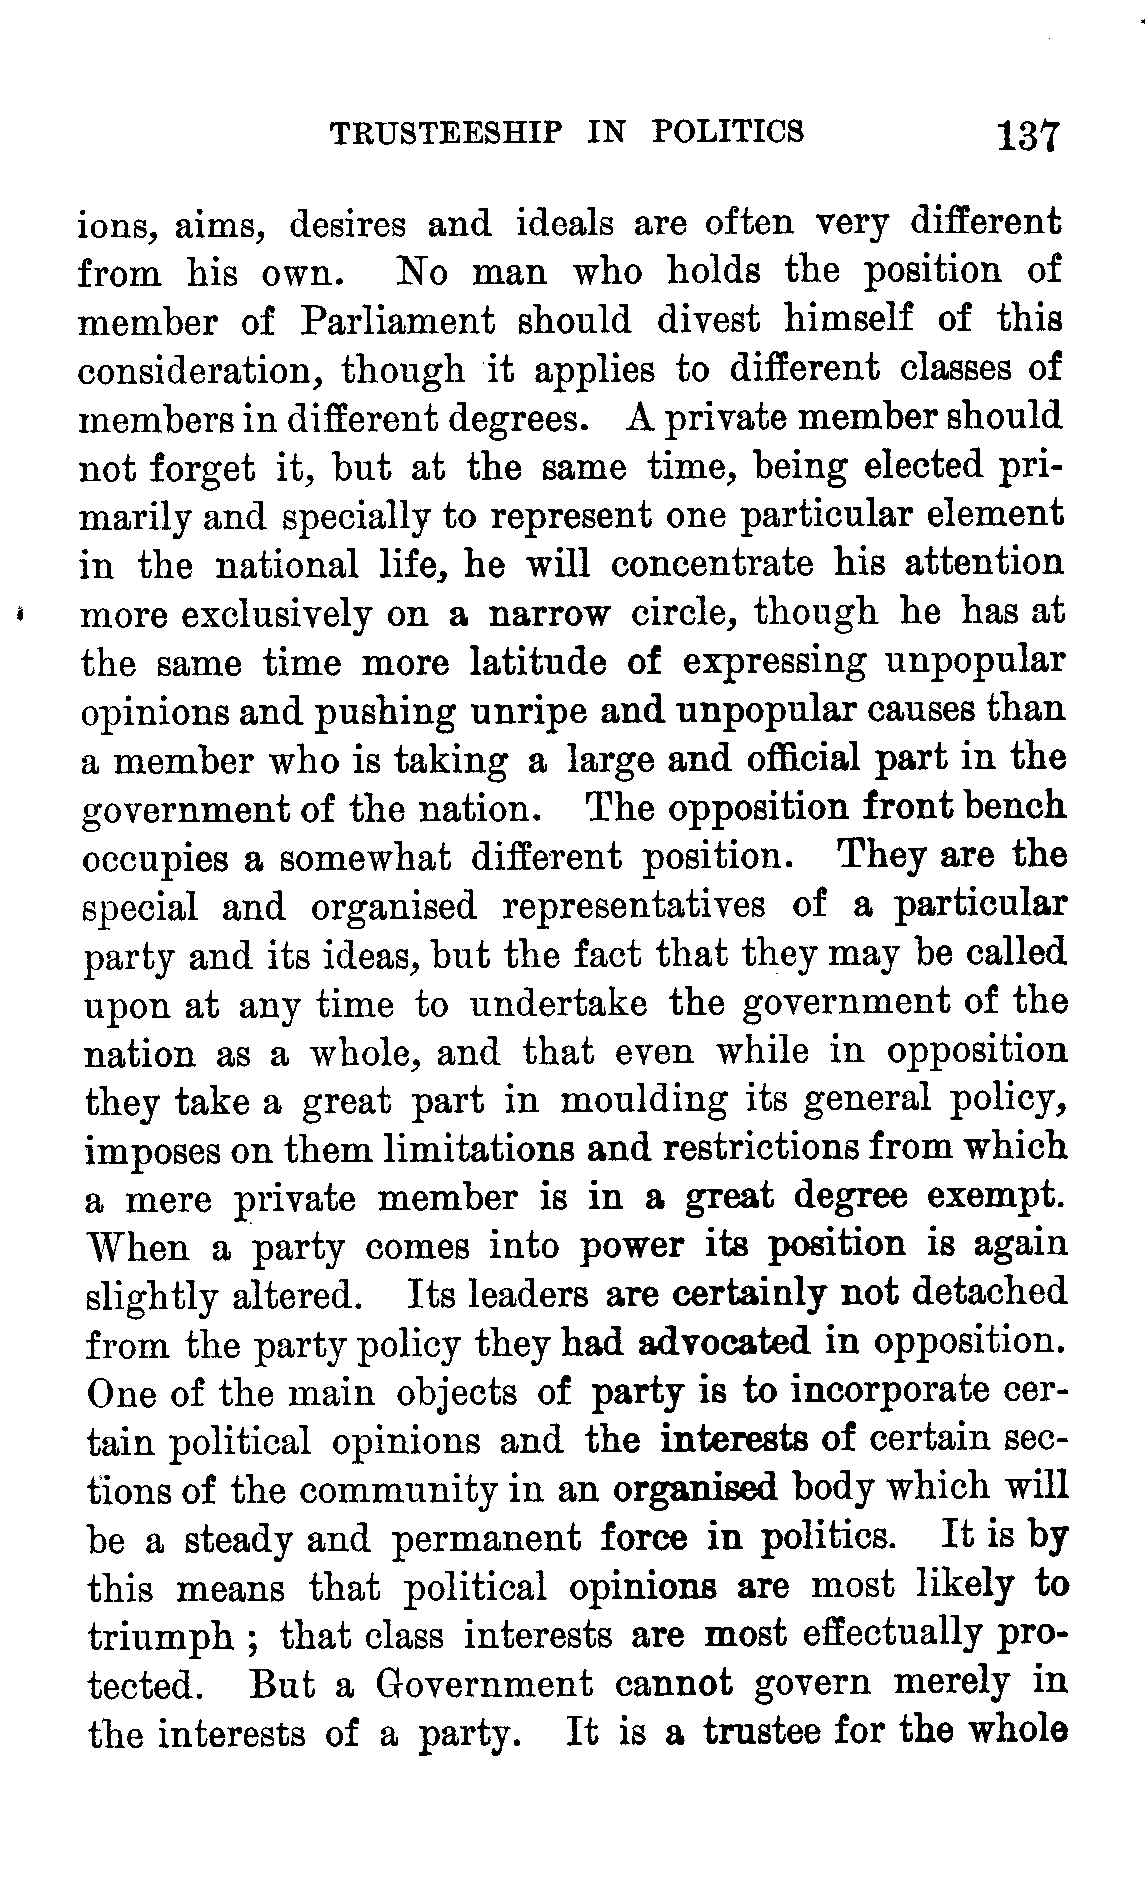 TRUSTEESHIP IN POLITICS 137
ions, aims, desires and ideals are often very different
from his own. No man who holds the position of
member of Parliament should divest himself of this
consideration, though it applies to different classes of
members in different degrees. A private member should
not forget it, but at the same time, being elected pri-
marily and specially to represent one particular element
in the national life, he will concentrate his attention
more exclusively on a narrow circle, though he has at
the same time more latitude of expressing unpopular
opinions and pushing unripe and unpopular causes than
a member who is taking a large and official part in the
government of the nation. The opposition front bench
occupies a somewhat different position. They are the
special and organised representatives of a particular
party and its ideas, but the fact that they may be called
upon at any time to undertake the government of the
nation as a whole, and that even while in opposition
they take a great part in moulding its general policy,
imposes on them limitations and restrictions from which
a mere private member is in a great degree exempt.
When a party comes into power its position is again
slightly altered. Its leaders are certainly not detached
from the party policy they had advocated in opposition.
One of the main objects of party is to incorporate cer-
tain political opinions and the interests of certain sec-
tions of the community in an organised body which will
be a steady and permanent force in politics. It is by
this means that political opinions are most likely to
triumph ; that class interests are most effectually pro-
tected. But a Government cannot govern merely in
the interests of a party. It is a trustee for the whole